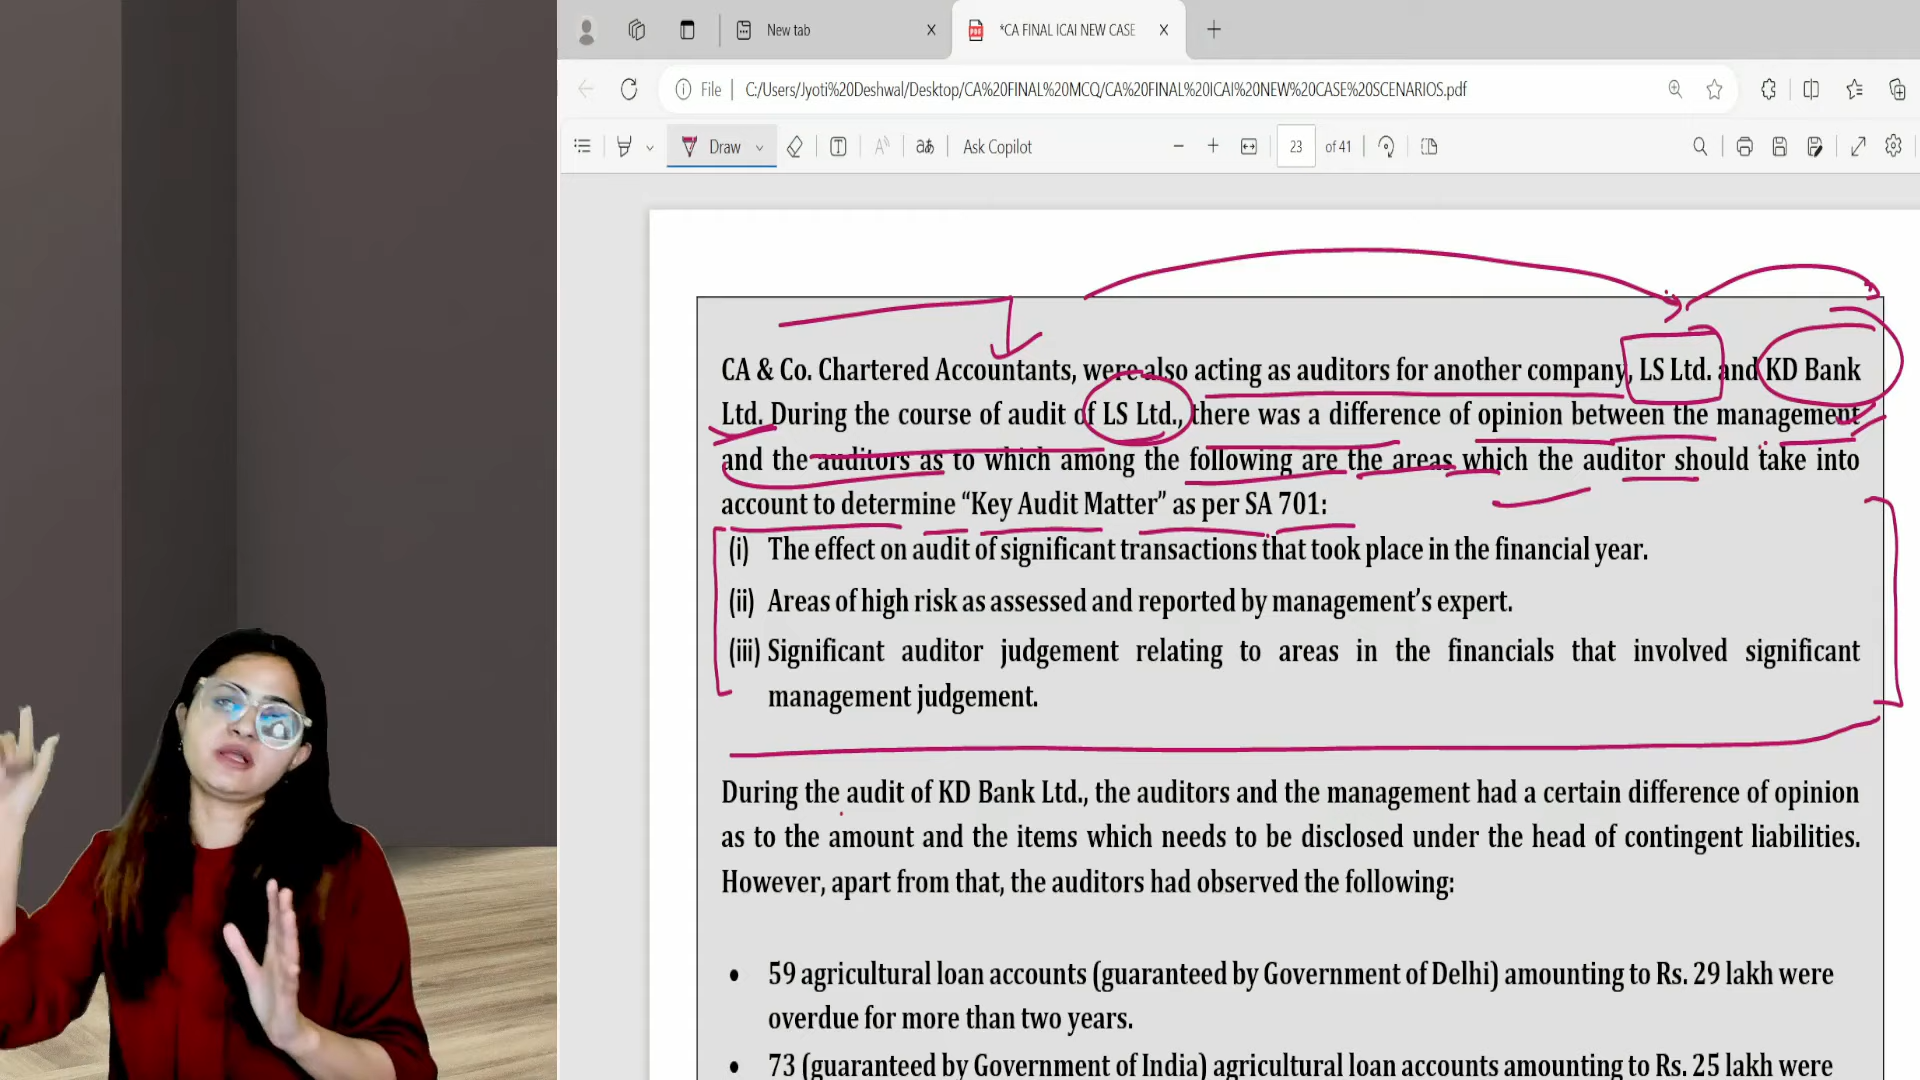 New tab
*CA FINAL ICAI NEW CASE
File
C:/Users/Jyoti%20Deshwal/Desktop/CA%20FINAL%20MCQ/CA%20FINAL%20ICAI%20NEW%20CASE%20SCENARIOS.pdf
Draw
Ask Copilot
23 of 41
CA & Co. Chartered Accountants, were also acting as auditors for another company, LS Ltd. and KD Bank
Ltd. During the course of audit of LS Ltd., there was a difference of opinion between the management
and the auditors as to which among the following are the areas which the auditor should take into
account to determine “Key Audit Matter” as per SA 701:
(i) The effect on audit of significant transactions that took place in the financial year.
(ii) Areas of high risk as assessed and reported by management’s expert.
(iii) Significant auditor judgement relating to areas in the financials that involved significant
management judgement.
During the audit of KD Bank Ltd., the auditors and the management had a certain difference of opinion
as to the amount and the items which needs to be disclosed under the head of contingent liabilities.
However, apart from that, the auditors had observed the following:
• 59 agricultural loan accounts (guaranteed by Government of Delhi) amounting to Rs. 29 lakh were
overdue for more than two years.
• 73 (guaranteed by Government of India) agricultural loan accounts amounting to Rs. 25 lakh were